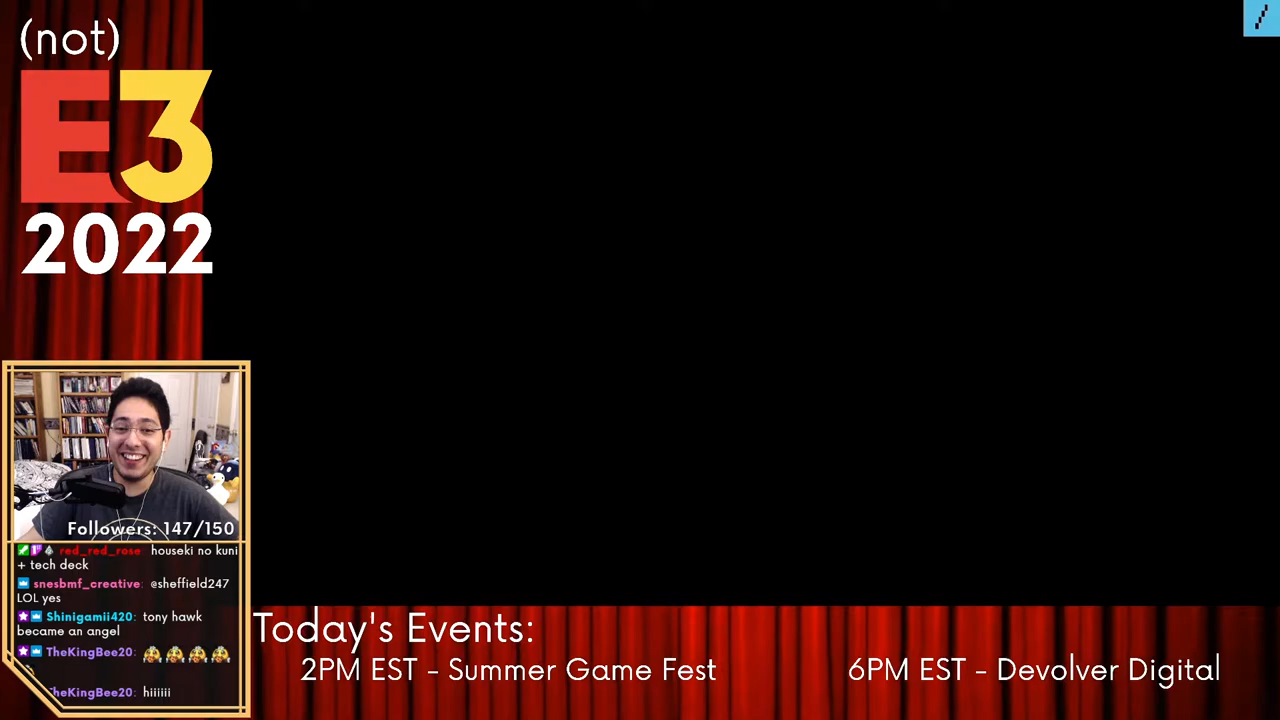 (not)
E3
2022
Followers: 147/150
red_red_rose houseki no kuni
+ tech deck
snesbmf_creative: @sheffield247
LOL yes
Shinigamii420: tony hawk
became an angel
TheKingBee20:
heKingBee20: hiiiiii
Today's Events:
2PM EST - Summer Game Fest
6PM EST - Devolver Digital